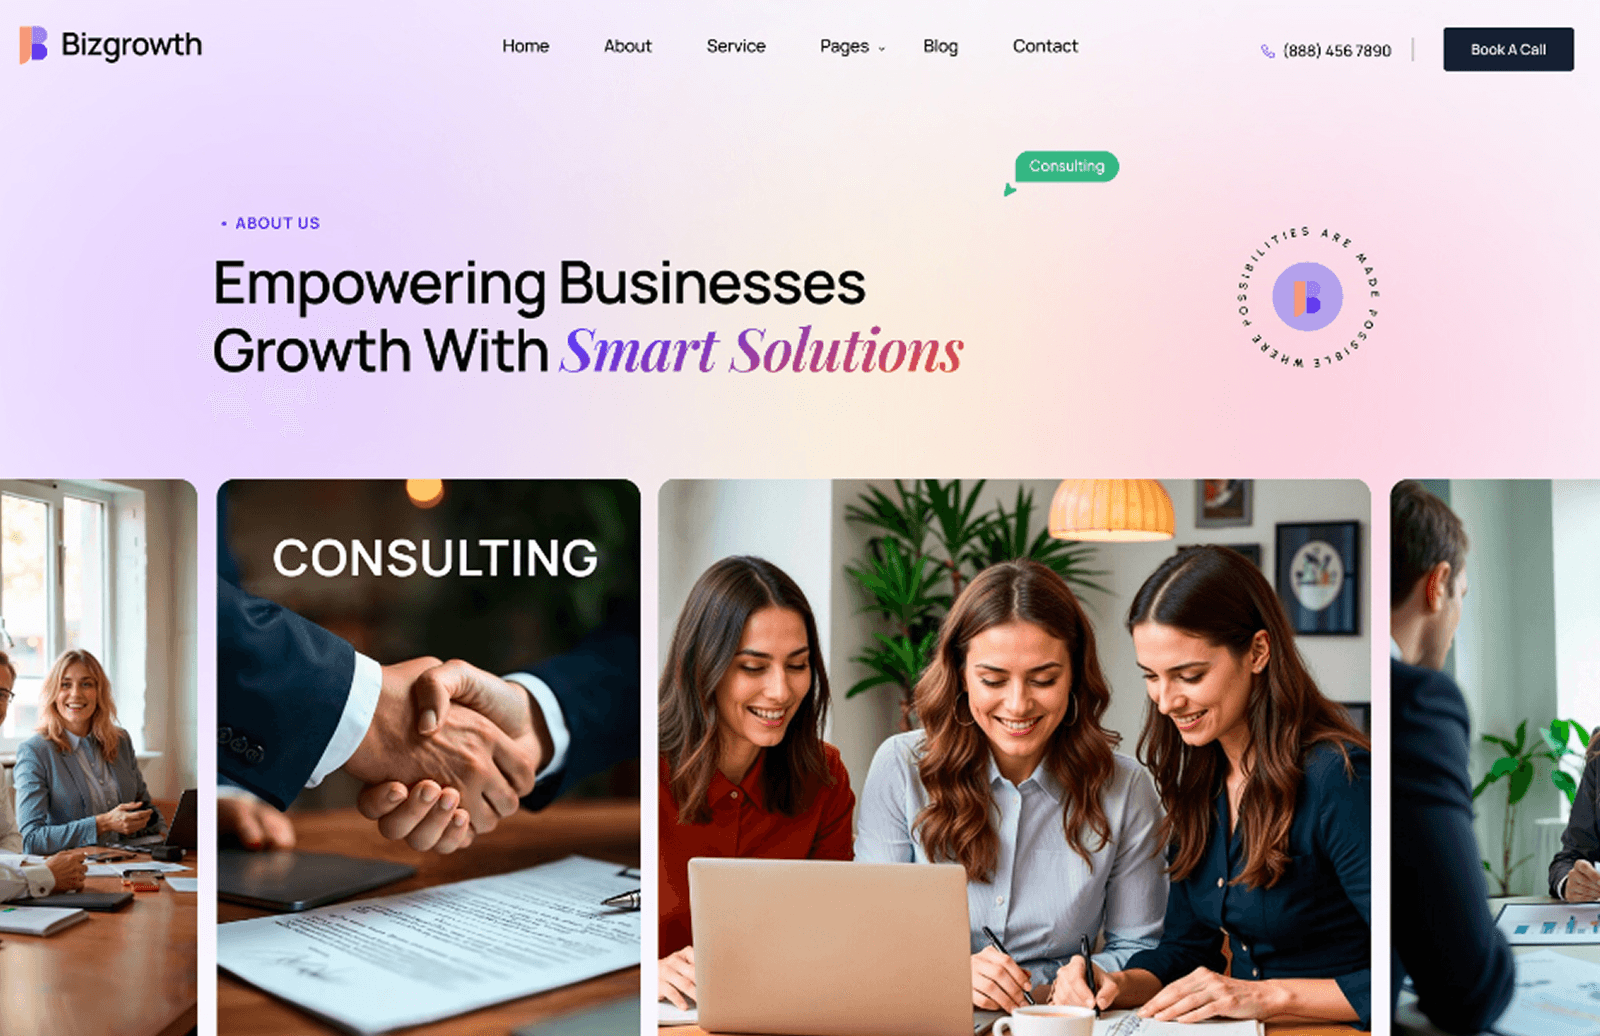 Bizgrowth
Home
About
Service
Pages
Blog
Contact
(888) 456 7890
Book A Call
Consulting
• ABOUT US
Empowering Businesses
Growth With Smart Solutions
WHERE POSSIBILITIES ARE MADE POSSIBLE
CONSULTING